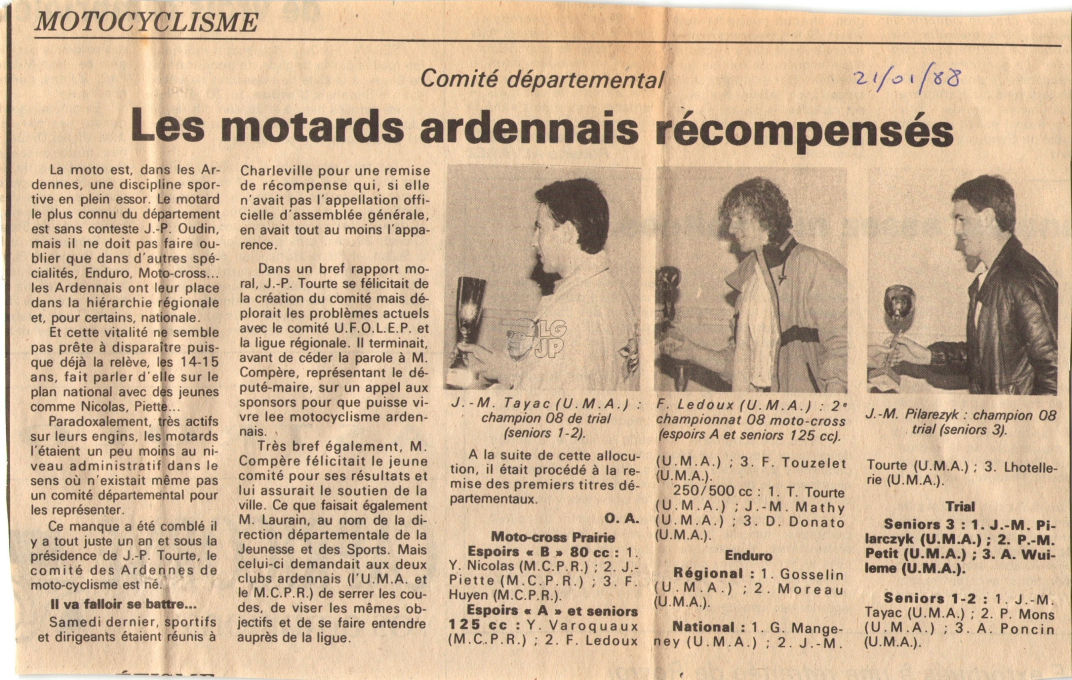 MOTOCYCLISME
Comité départemental
21/01/88
Les motards ardennais récompensés
La moto est, dans les Ar-
dennes, une discipline spor-
tive en plein essor. Le motard
le plus connu du département
est sans conteste J.-P. Oudin,
mais il ne doit pas faire ou-
blier que dans d'autres spé-
cialités, Enduro, Moto-cross...
les Ardennais ont leur place
dans la hiérarchie régionale
et, pour certains, nationale.
Et cette vitalité ne semble
pas prête à disparaître puis-
que déjà la relève, les 14-15
ans, fait parler d'elle sur le
plan national avec des jeunes
comme Nicolas, Piette...
Paradoxalement, très actifs
sur leurs engins, les motards
l'étaient un peu moins au ni-
veau administratif dans le
sens où n'existait même pas
un comité départemental pour
les représenter.
Ce manque a été comblé il
y a tout juste un an et sous la
présidence de J.-P. Tourte, le
comité des Ardennes de
moto-cyclisme est né.
Il va falloir se battre...
Samedi dernier, sportifs
et dirigeants étaient réunis à
Charleville pour une remise
de récompense qui, si elle
n'avait pas l'appellation offi-
cielle d'assemblée générale,
en avait tout au moins l'appa-
rence.
Dans un bref rapport mo-
ral, J.-P. Tourte se félicitait de
la création du comité mais dé-
plorait les problèmes actuels
avec le comité U.F.O.L.E.P. et
la ligue régionale. Il terminait,
avant de céder la parole à M.
Compère, représentant le dé-
puté-maire, sur un appel aux
sponsors pour que puisse vi-
vre lee motocyclisme arden-
nais.
Très bref également, M.
Compère félicitait le jeune
comité pour ses résultats et
lui assurait le soutien de la
ville. Ce que faisait également
M. Laurain, au nom de la di-
rection départementale de la
Jeunesse et des Sports. Mais
celui-ci demandait aux deux
clubs ardennais (l'U.M.A. et
le M.C.P.R.) de serrer les cou-
des, de viser les mêmes ob-
jectifs et de se faire entendre
auprès de la ligue.
LG
JP
J.-M. Tayac (U.M.A.) :
champion 08 de trial
(seniors 1-2).
A la suite de cette allocu-
tion, il était procédé à la re-
mise des premiers titres dé-
partementaux.
O. A.
Moto-cross Prairie
Espoirs « B » 80 cc : 1.
Y. Nicolas (M.C.P.R.) ; 2. J.-
Piette (M.C.P.R.) ; 3. F.
Huyen (M.C.P.R.).
Espoirs « A » et seniors
125 cc : Y. Varoquaux
(M.C.P.R.) ; 2. F. Ledoux
F. Ledoux (U.M.A.) : 2e
championnat 08 moto-cross
(espoirs A et seniors 125 cc).
(U.M.A.) ; 3. F. Touzelet
(U.M.A.).
250/500 cc : 1. T. Tourte
(U.M.A.) ; J.-M. Mathy
(U.M.A.) ; 3. D. Donato
(U.M.A.).
Enduro
Régional : 1. Gosselin
(U.M.A.) ; 2. Moreau
(U.M.A.).
National : 1. G. Mange-
ney (U.M.A.) ; 2. J.-M.
J.-M. Pilarezyk : champion 08
trial (seniors 3).
Tourte (U.M.A.) ; 3. Lhotelle-
rie (U.M.A.).
Trial
Seniors 3 : 1. J.-M. Pi-
larczyk (U.M.A.) ; 2. P.-M.
Petit (U.M.A.) ; 3. A. Wui-
leme (U.M.A.).
Seniors 1-2 : 1. J.-M.
Tayac (U.M.A.) ; 2. P. Mons
(U.M.A.) ; 3. A. Poncin
(U.M.A.).